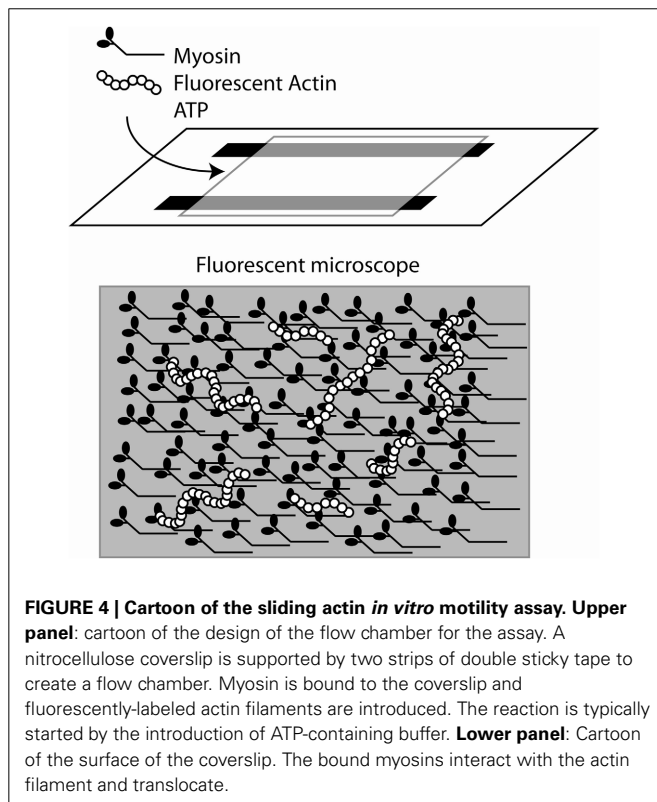 Myosin
Fluorescent Actin
ATP
Fluorescent microscope
FIGURE 4 | Cartoon of the sliding actin in vitro motility assay. Upper
panel: cartoon of the design of the flow chamber for the assay. A
nitrocellulose coverslip is supported by two strips of double sticky tape to
create a flow chamber. Myosin is bound to the coverslip and
fluorescently-labeled actin filaments are introduced. The reaction is typically
started by the introduction of ATP-containing buffer. Lower panel: Cartoon
of the surface of the coverslip. The bound myosins interact with the actin
filament and translocate.